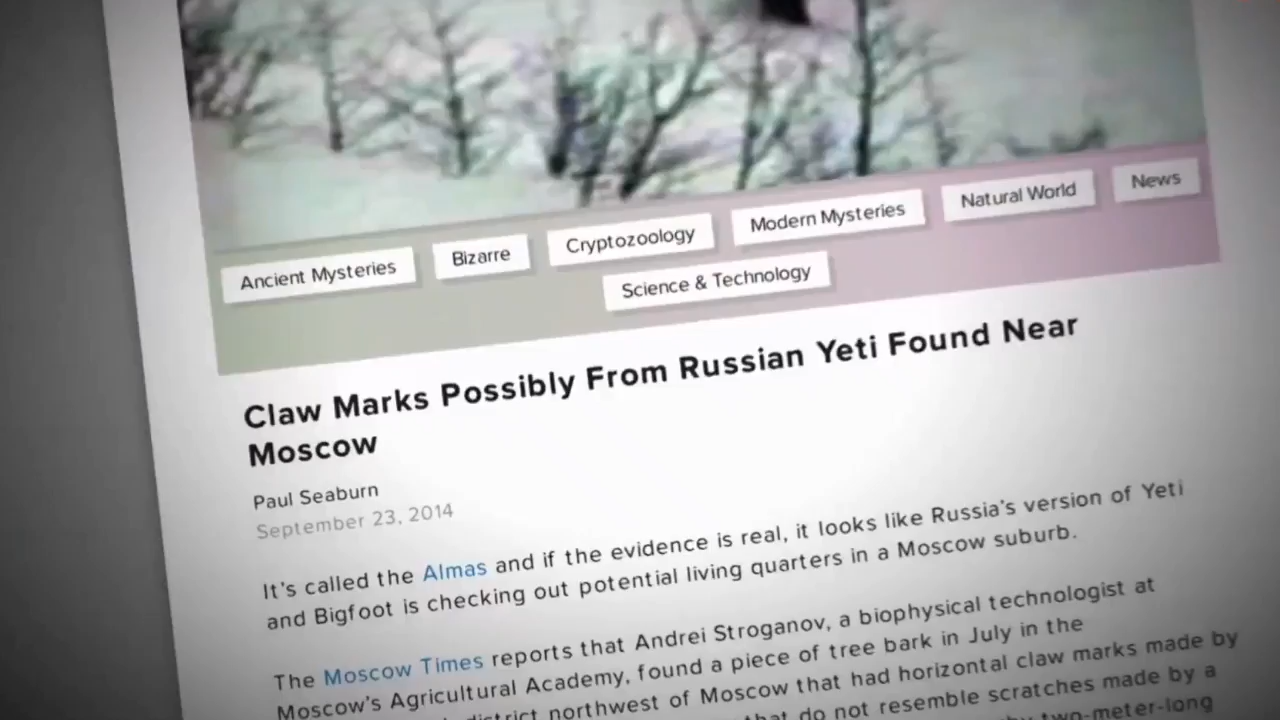 Ancient Mysteries Bizarre Cryptozoology Modern Mysteries Natural World News
Science & Technology
Claw Marks Possibly From Russian Yeti Found Near
Moscow
Paul Seaburn
September 23, 2014
It's called the Almas and if the evidence is real, it looks like Russia's version of Yeti
and Bigfoot is checking out potential living quarters in a Moscow suburb.
The Moscow Times reports that Andrei Stroganov, a biophysical technologist at
Moscow's Agricultural Academy, found a piece of tree bark in July in the
district northwest of Moscow that had horizontal claw marks made by
that do not resemble scratches made by a
two-meter-long